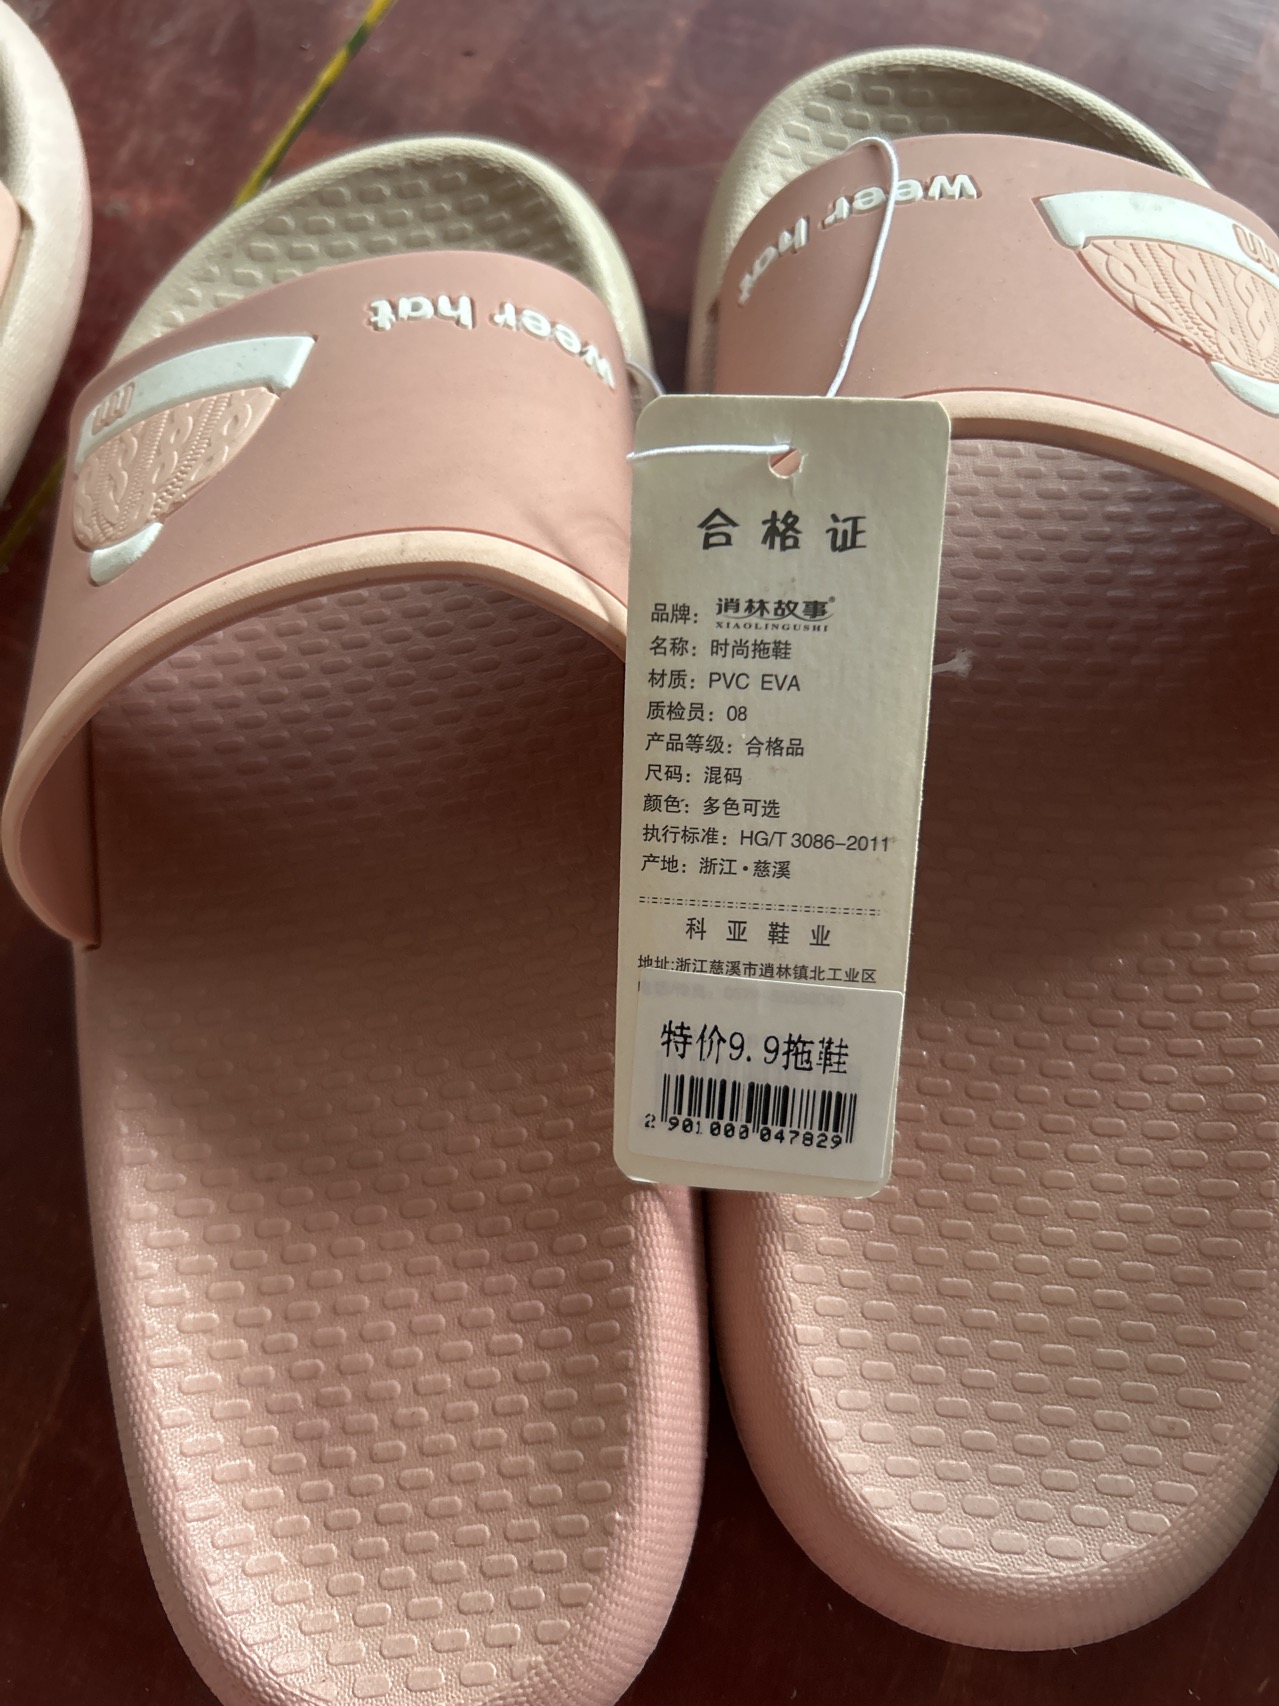 weer hat
weer hat
合格证
品牌：逍林故事®
XIAOLINGUSHI
名称：时尚拖鞋
材质：PVC EVA
质检员：08
产品等级：合格品
尺码：混码
颜色：多色可选
执行标准：HG/T 3086-2011
产地：浙江·慈溪
科亚鞋业
地址:浙江慈溪市逍林镇北工业区
特价9.9拖鞋
2 901000 047829